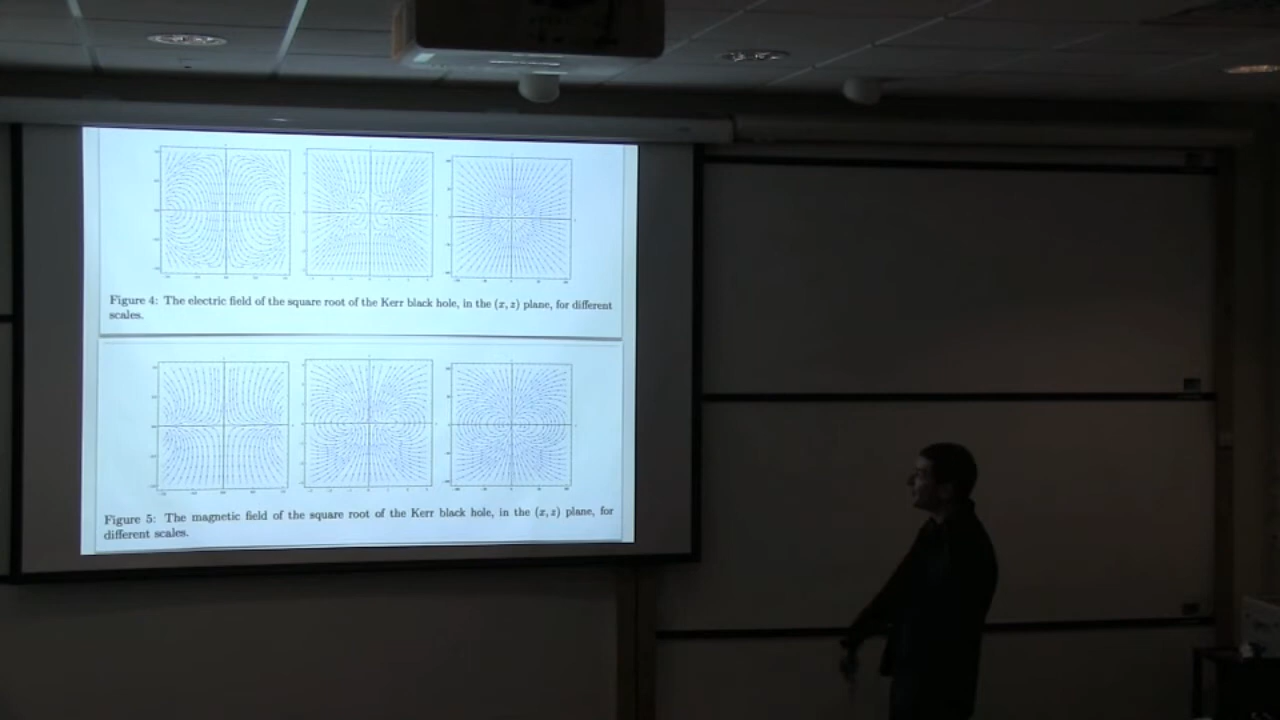 Figure 4: The electric field of the square root of the Kerr black hole, in the (x, z) plane, for different
scales.
Figure 5: The magnetic field of the square root of the Kerr black hole, in the (x, z) plane, for
different scales.